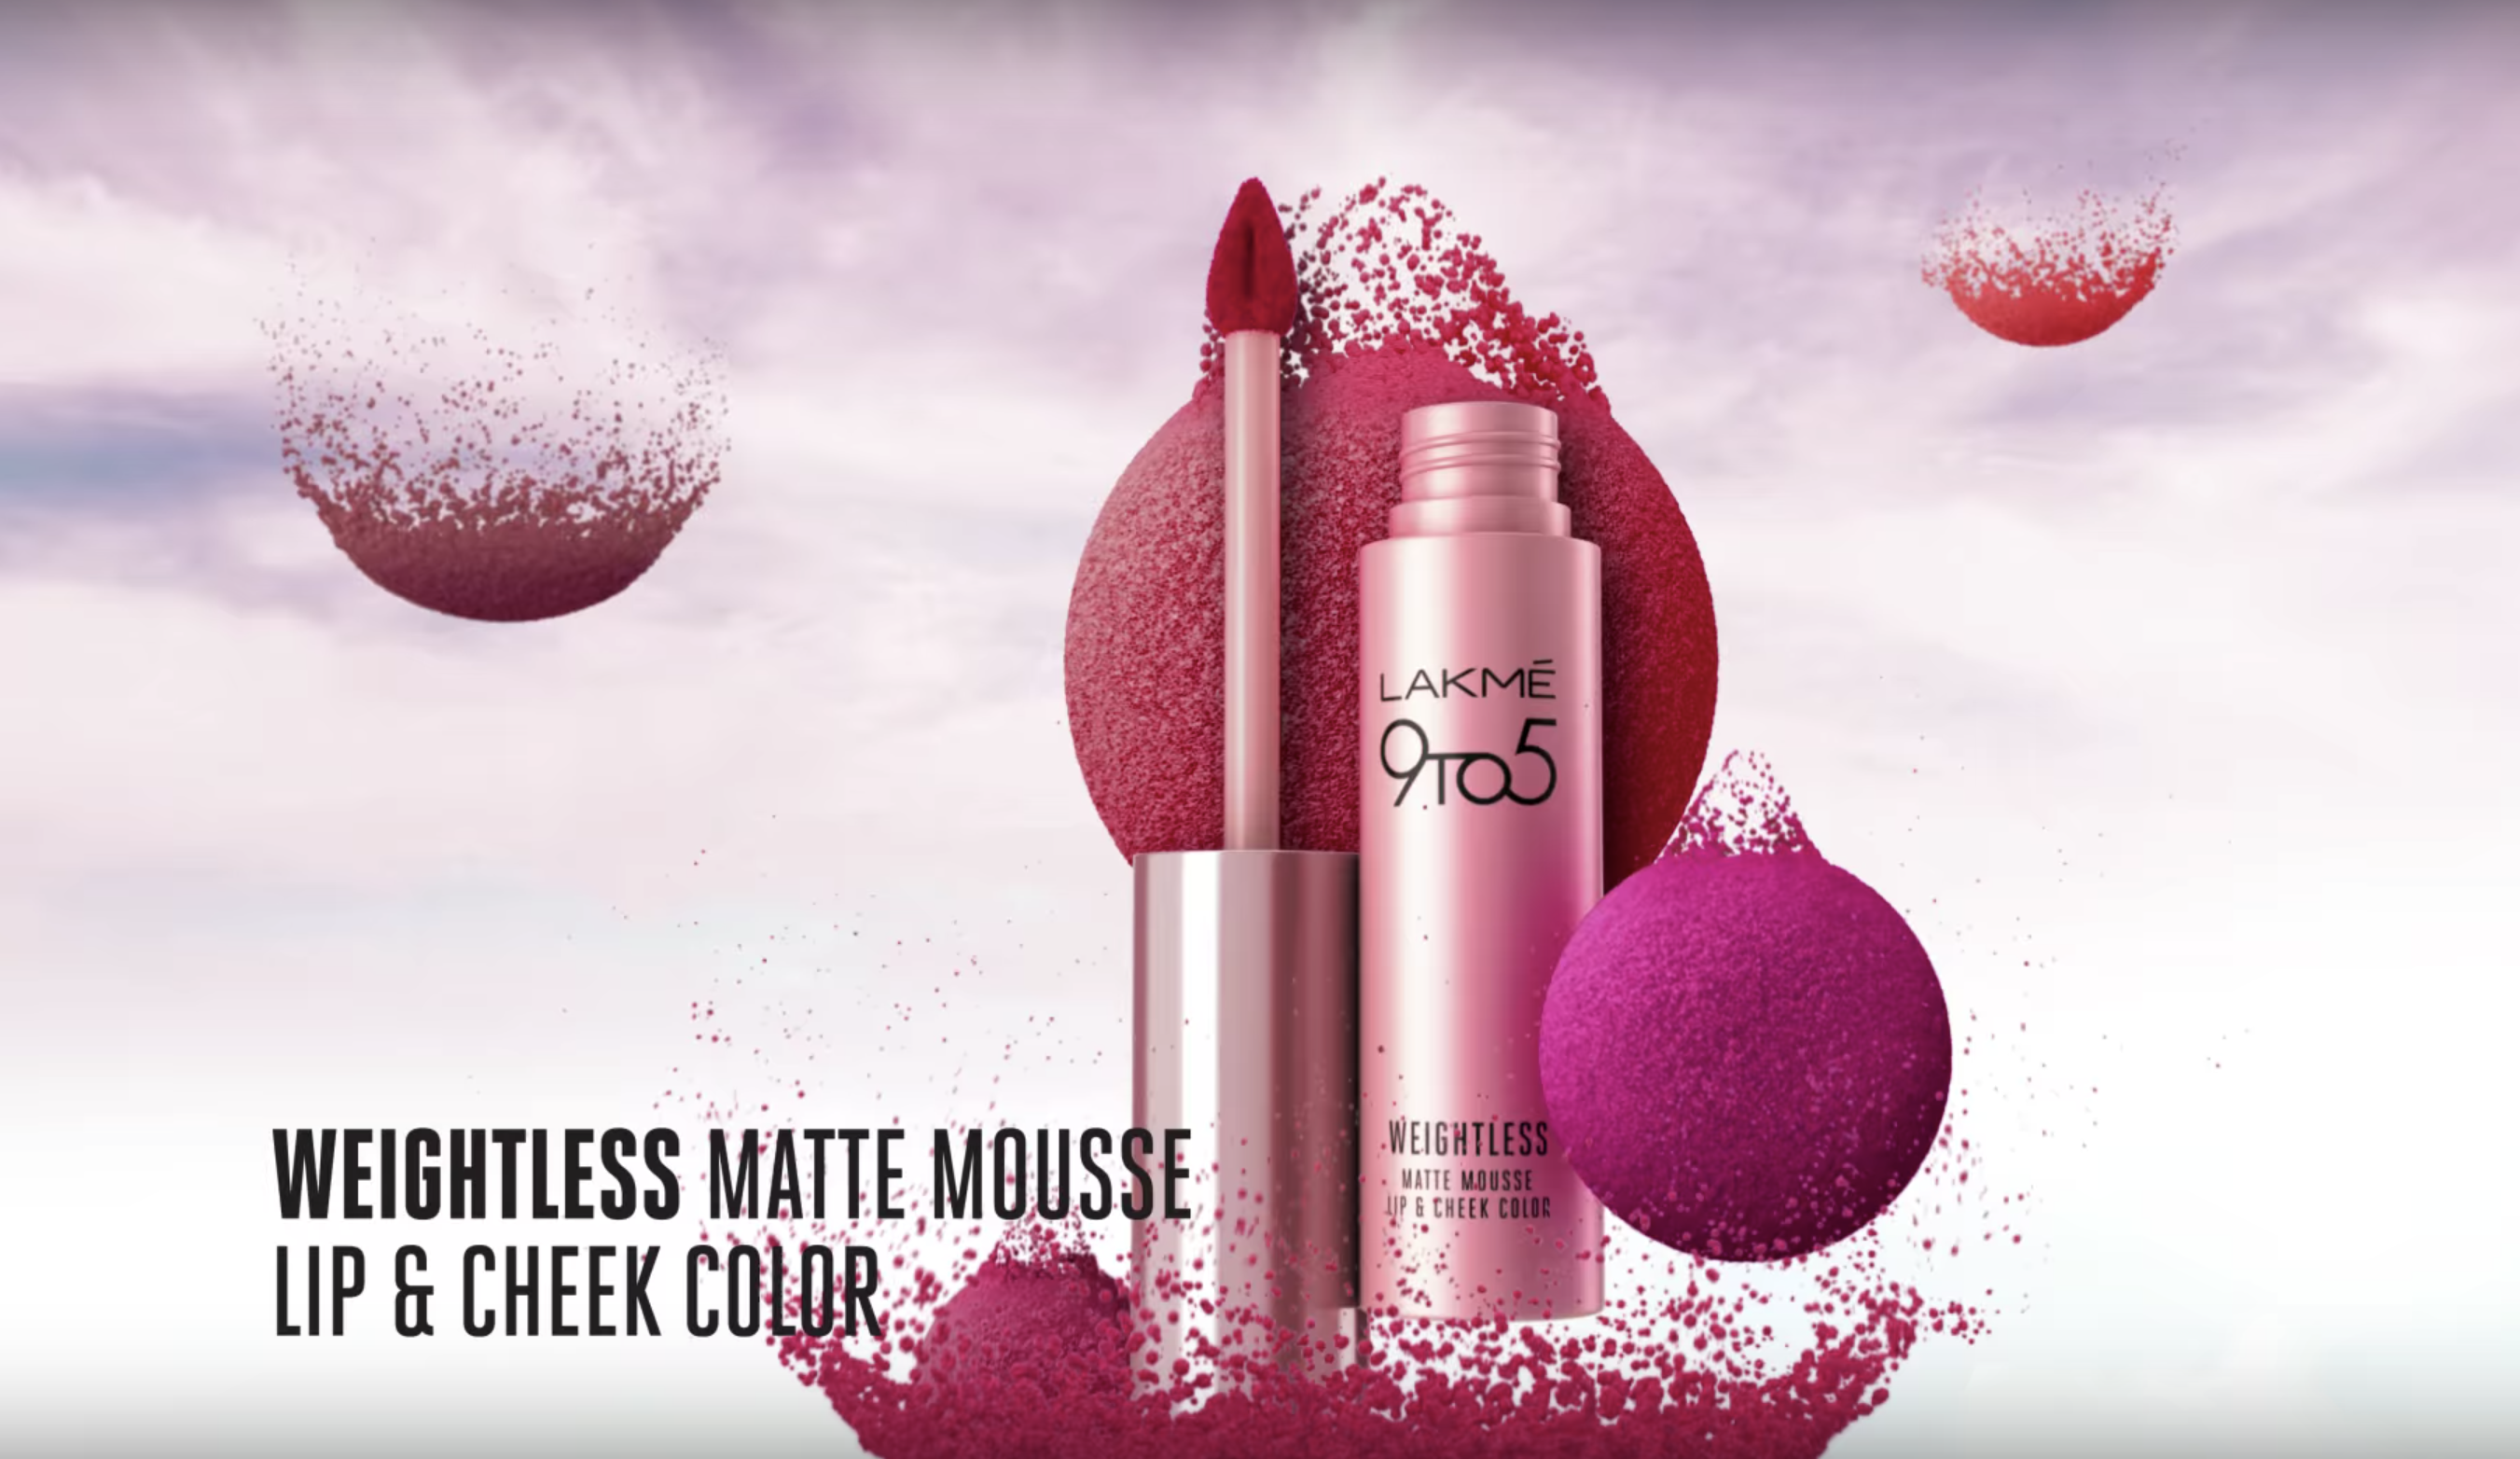 LAKMÉ
9TO5
WEIGHTLESS
MATTE MOUSSE
LIP & CHEEK COLOR
WEIGHTLESS MATTE MOUSSE
LIP & CHEEK COLOR